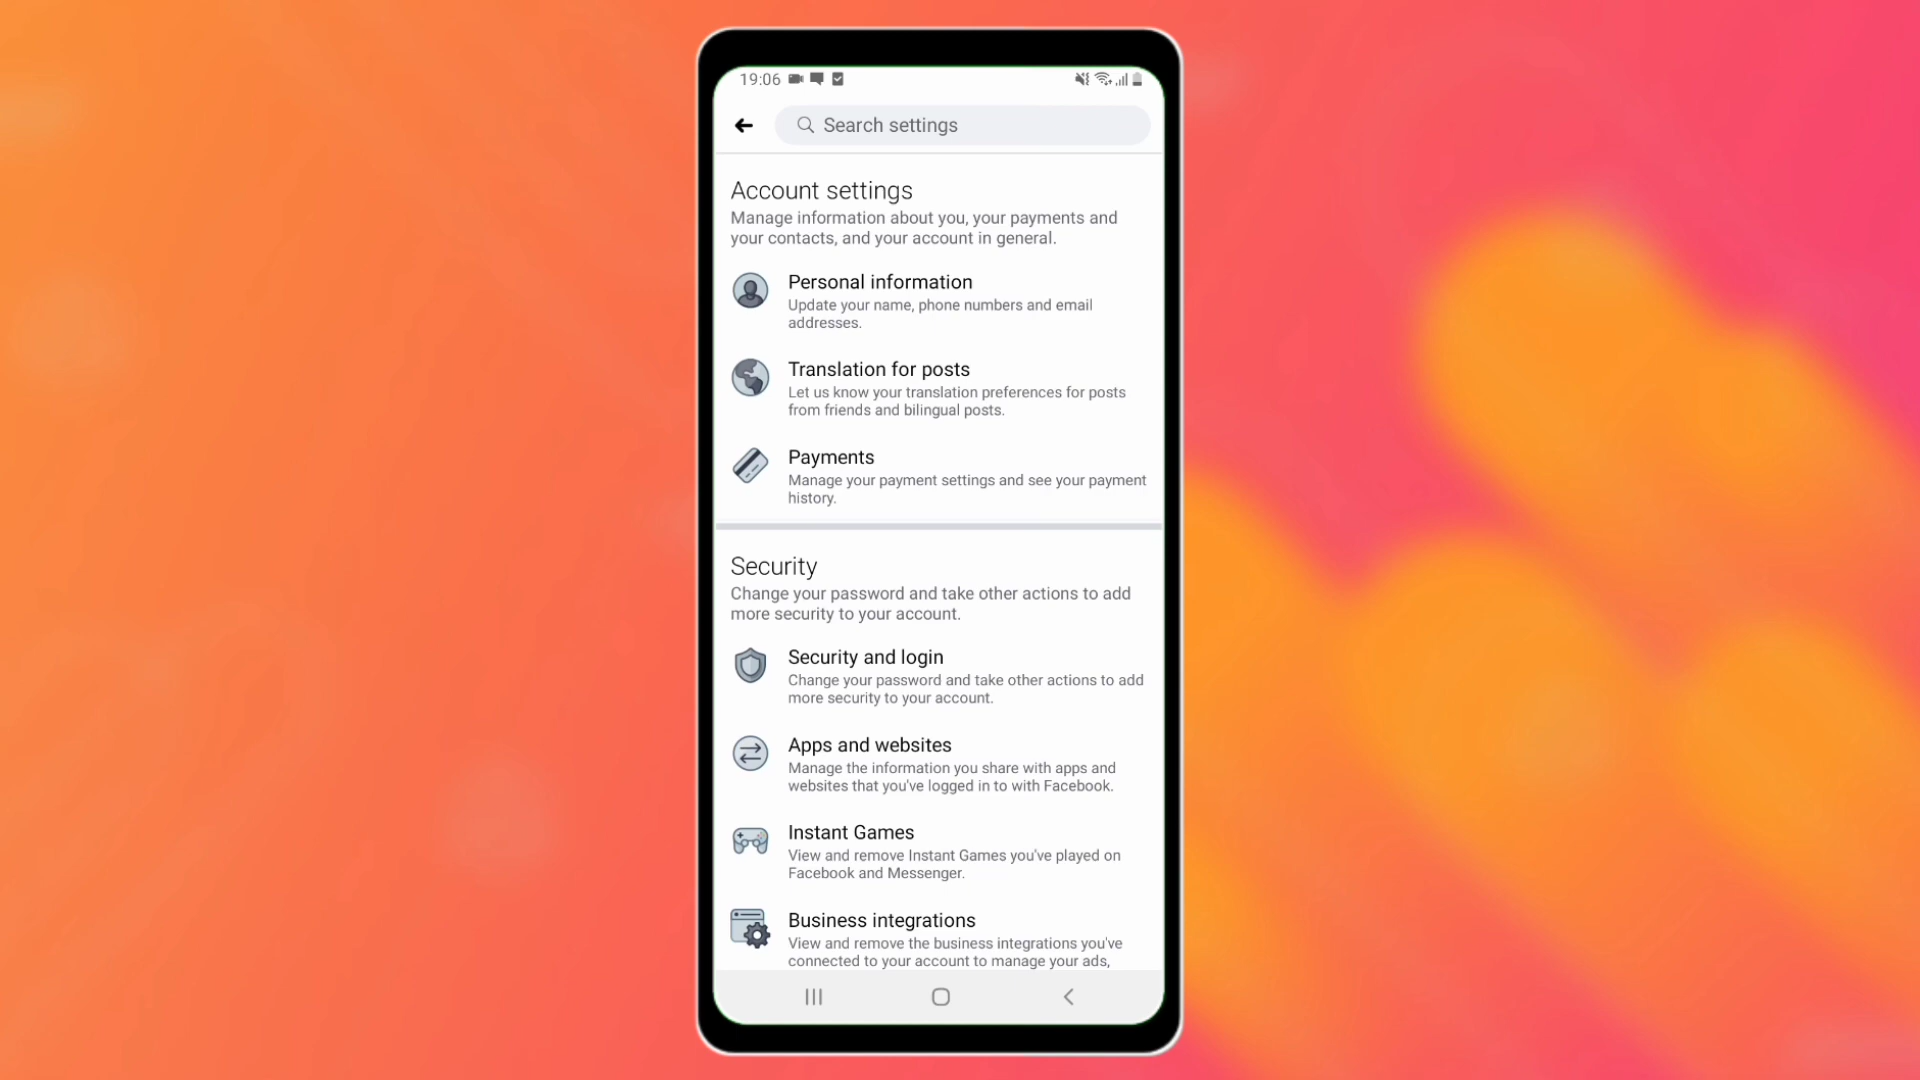 19:06
Search settings
Account settings
Manage information about you, your payments and
your contacts, and your account in general.
Personal information
Update your name, phone numbers and email
addresses.
Translation for posts
Let us know your translation preferences for posts
from friends and bilingual posts.
Payments
Manage your payment settings and see your payment
history.
Security
Change your password and take other actions to add
more security to your account.
Security and login
Change your password and take other actions to add
more security to your account.
Apps and websites
Manage the information you share with apps and
websites that you've logged in to with Facebook.
Instant Games
View and remove Instant Games you've played on
Facebook and Messenger.
Business integrations
View and remove the business integrations you've
connected to your account to manage your ads,